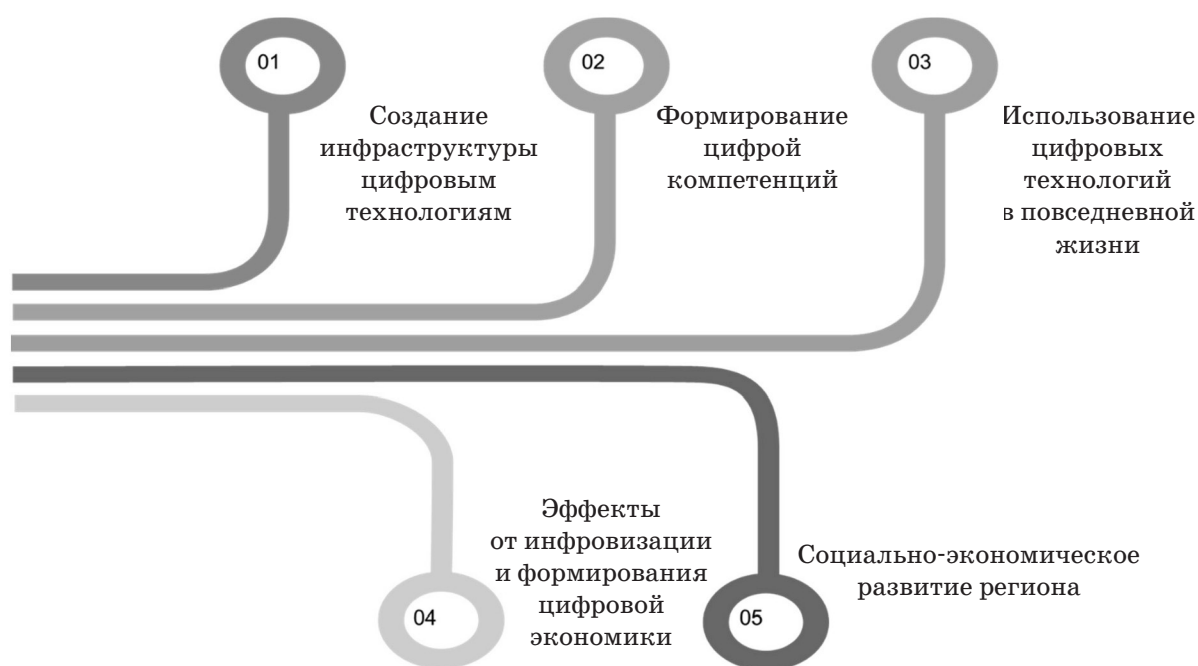 01
Создание
инфраструктуры
цифровым
технологиям
02
Формирование
цифрой
компетенций
03
Использование
цифровых
технологий
в повседневной
жизни
04
Эффекты
от инфровизации
и формирования
цифровой
экономики
05
Социально-экономическое
развитие региона